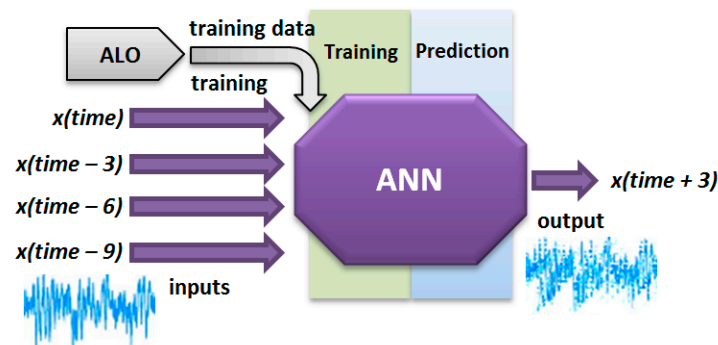 training data
ALO
Training
Prediction
training
x(time)
x(time – 3)
x(time – 6)
x(time – 9)
ANN
x(time + 3)
output
inputs